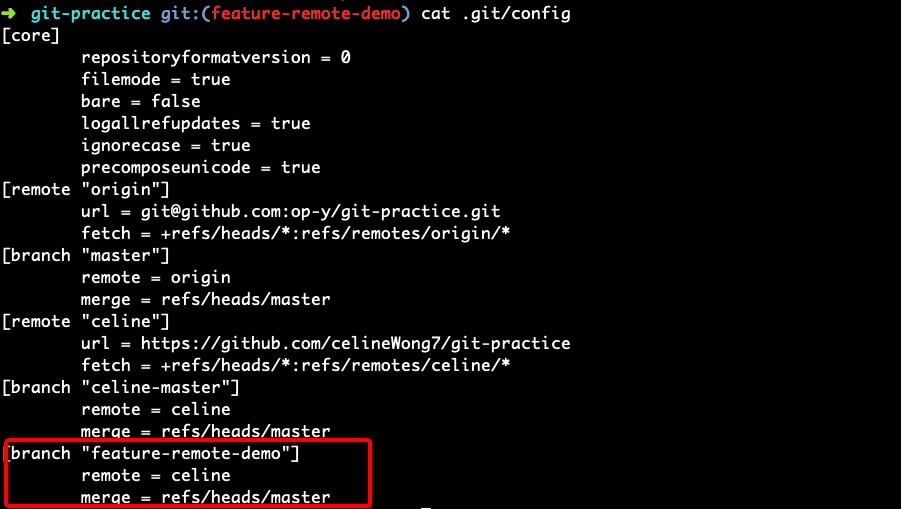 ➜ git-practice git:(feature-remote-demo) cat .git/config
[core]
repositoryformatversion = 0
filemode = true
bare = false
logallrefupdates = true
ignorecase = true
precomposeunicode = true
[remote "origin"]
url = git@github.com:op-y/git-practice.git
fetch = +refs/heads/*:refs/remotes/origin/*
[branch "master"]
remote = origin
merge = refs/heads/master
[remote "celine"]
url = https://github.com/celineWong7/git-practice
fetch = +refs/heads/*:refs/remotes/celine/*
[branch "celine-master"]
remote = celine
merge = refs/heads/master
[branch "feature-remote-demo"]
remote = celine
merge = refs/heads/master